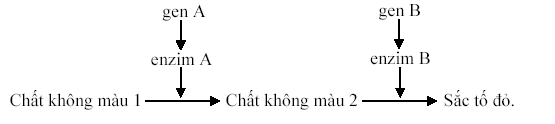 gen A gen B
enzim A enzim B
Chất không màu 1 Chất không màu 2 Sắc tố đỏ.